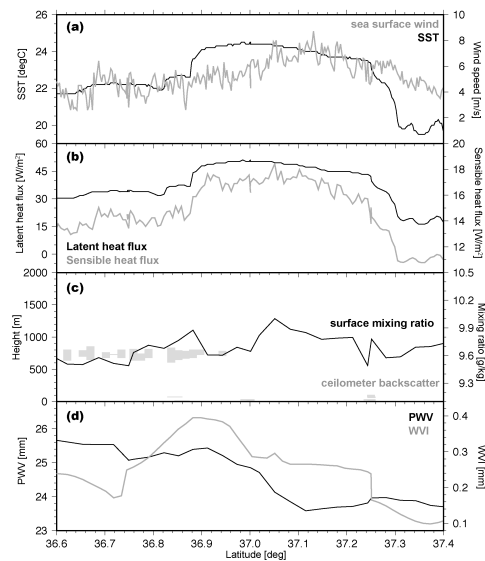 (a)
sea surface wind
SST
26
24
22
20
SST [degC]
10
8
6
4
2
Wind speed [m/s]
(b)
Latent heat flux
Sensible heat flux
60
45
30
15
0
Latent heat flux [W/m²]
20
18
16
14
12
Sensible heat flux [W/m²]
(c)
surface mixing ratio
ceilometer backscatter
2000
1500
1000
500
0
Height [m]
10.5
10.2
9.9
9.6
9.3
Mixing ratio [g/kg]
(d)
PWV
WVI
26
25
24
23
PWV [mm]
0.4
0.3
0.2
0.1
WVI [mm]
36.6 36.7 36.8 36.9 37.0 37.1 37.2 37.3 37.4
Latitude [deg]